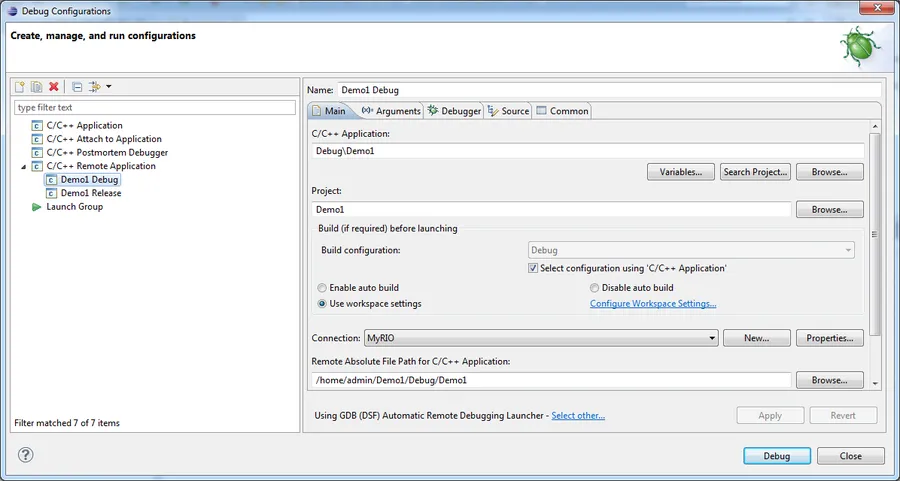 Debug Configurations
Create, manage, and run configurations
type filter text
C/C++ Application
C/C++ Attach to Application
C/C++ Postmortem Debugger
C/C++ Remote Application
Demo1 Debug
Demo1 Release
Launch Group
Filter matched 7 of 7 items
Name: Demo1 Debug
Main (x)= Arguments Debugger Source Common
C/C++ Application:
Debug\Demo1
Variables... Search Project... Browse...
Project:
Demo1 Browse...
Build (if required) before launching
Build configuration: Debug
Select configuration using 'C/C++ Application'
Enable auto build Disable auto build
Use workspace settings Configure Workspace Settings...
Connection: MyRIO New... Properties...
Remote Absolute File Path for C/C++ Application:
/home/admin/Demo1/Debug/Demo1 Browse...
Using GDB (DSF) Automatic Remote Debugging Launcher - Select other... Apply Revert
? Debug Close